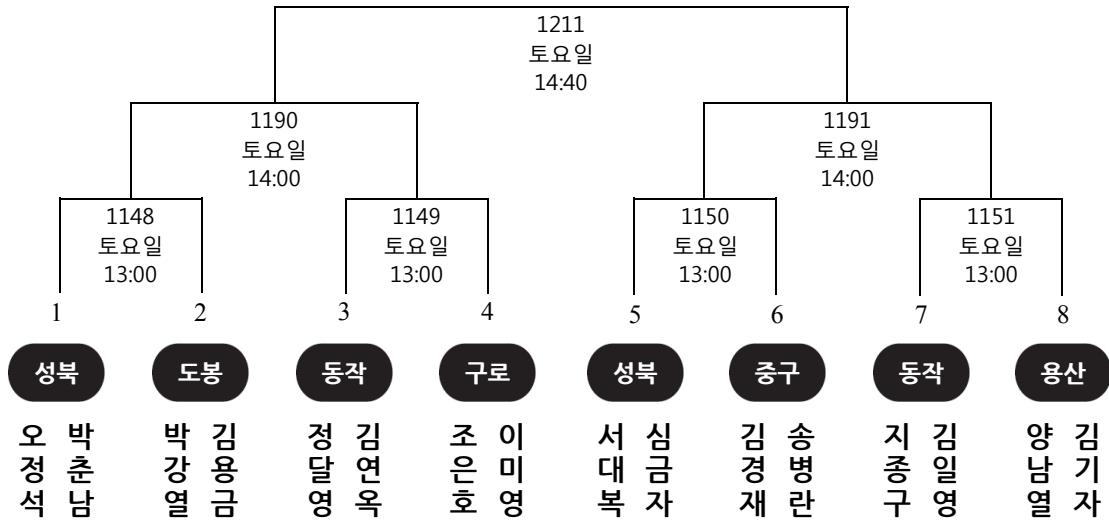 1211
토요일
14:40
1190
토요일
14:00
1191
토요일
14:00
1148
토요일
13:00
1149
토요일
13:00
1150
토요일
13:00
1151
토요일
13:00
1 2 3 4 5 6 7 8
성북 도봉 동작 구로 성북 중구 동작 용산
오정석 박춘남
박강열 김용금
정달영 김연옥
조은호 이미영
서대복 심금자
김경재 송병란
지종구 김일영
양남열 김기자